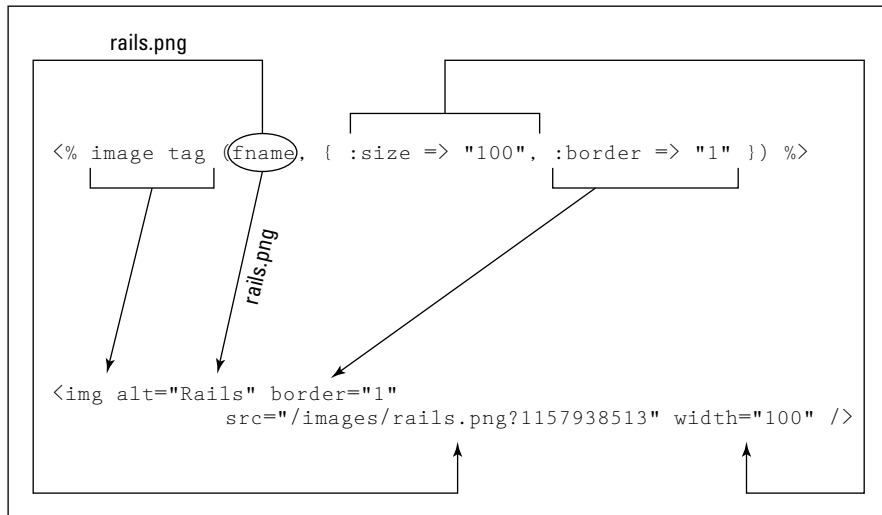 rails.png
<% image tag (fname, { :size => "100", :border => "1" }) %>
rails.png
<img alt="Rails" border="1"
src="/images/rails.png?1157938513" width="100" />